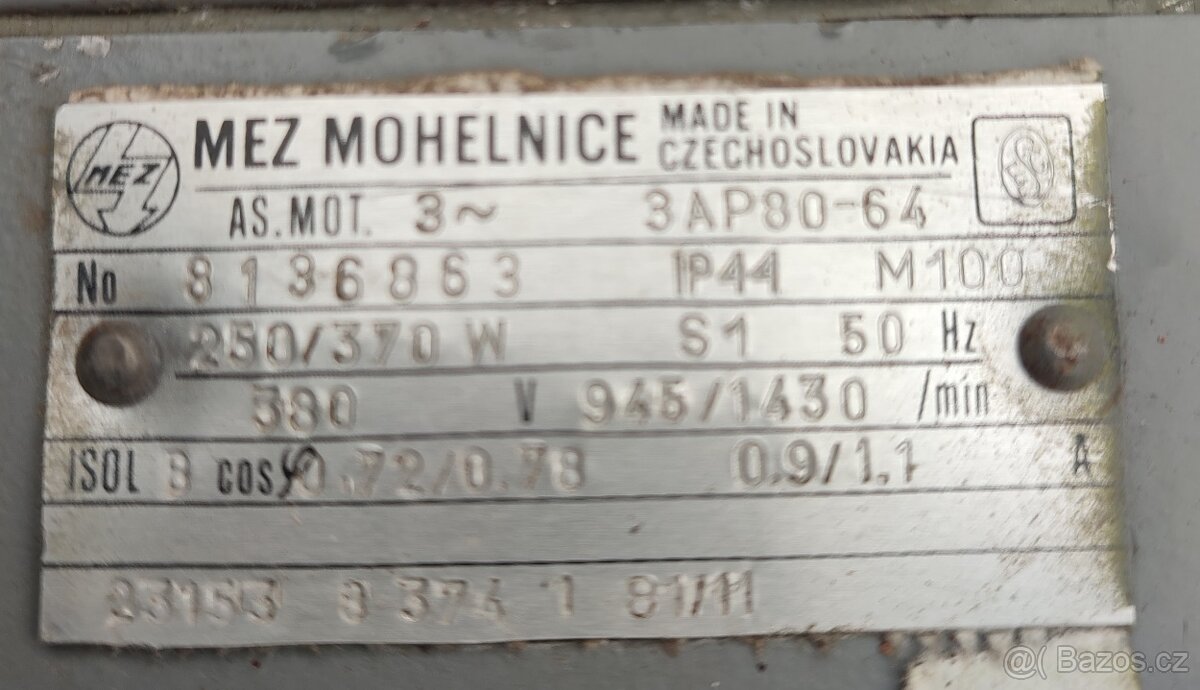 MEZ
MEZ MOHELNICE MADE IN CZECHOSLOVAKIA
AS. MOT. 3~ 3AP80-64
No 8136863 IP44 M100
250/370 W S1 50 Hz
380 V 945/1430 /min
ISOL B cosφ 0.72/0.78 0.9/1.1 A
8 374 1 81/11
@( Bazos.cz